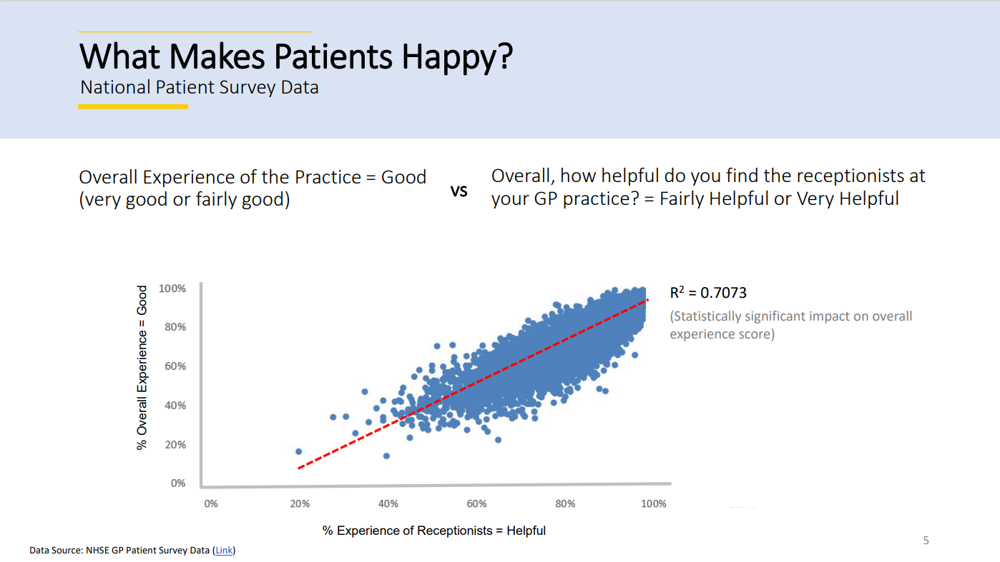 What Makes Patients Happy?
National Patient Survey Data
Overall Experience of the Practice = Good
(very good or fairly good)
vs
Overall, how helpful do you find the receptionists at
your GP practice? = Fairly Helpful or Very Helpful
% Overall Experience = Good
100%
80%
60%
40%
20%
0%
0%
20%
40%
60%
80%
100%
% Experience of Receptionists = Helpful
R² = 0.7073
(Statistically significant impact on overall
experience score)
Data Source: NHSE GP Patient Survey Data (Link)
5